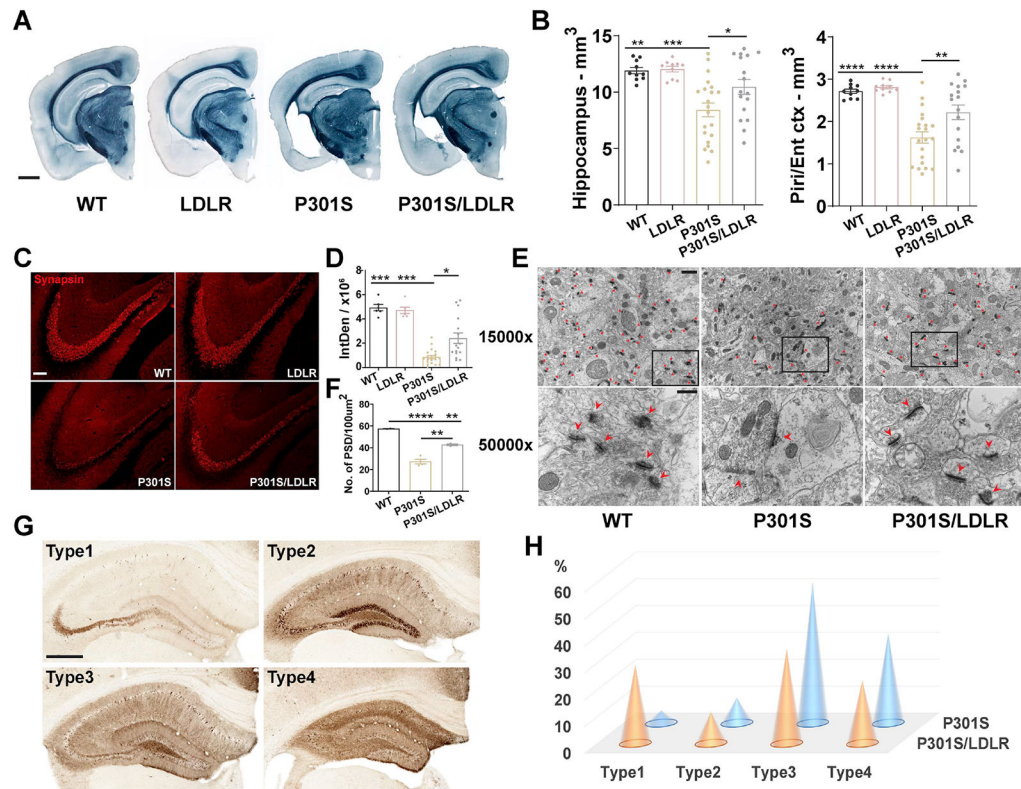 A
WT
LDLR
P301S
P301S/LDLR
B
Hippocampus - mm³
15
10
5
0
**
***
*
WT
LDLR
P301S
P301S/LDLR
Piri/Ent ctx - mm³
4
3
2
1
0
****
****
**
WT
LDLR
P301S
P301S/LDLR
C
Synapsin
WT
LDLR
P301S
P301S/LDLR
D
IntDen / x10⁶
8
6
4
2
0
***
***
*
WT
LDLR
P301S
P301S/LDLR
F
No. of PSD/100um²
80
60
40
20
0
****
**
**
WT
P301S
P301S/LDLR
E
15000x
50000x
WT
P301S
P301S/LDLR
G
Type1
Type2
Type3
Type4
H
%
60
50
40
30
20
10
0
P301S
P301S/LDLR
Type1
Type2
Type3
Type4